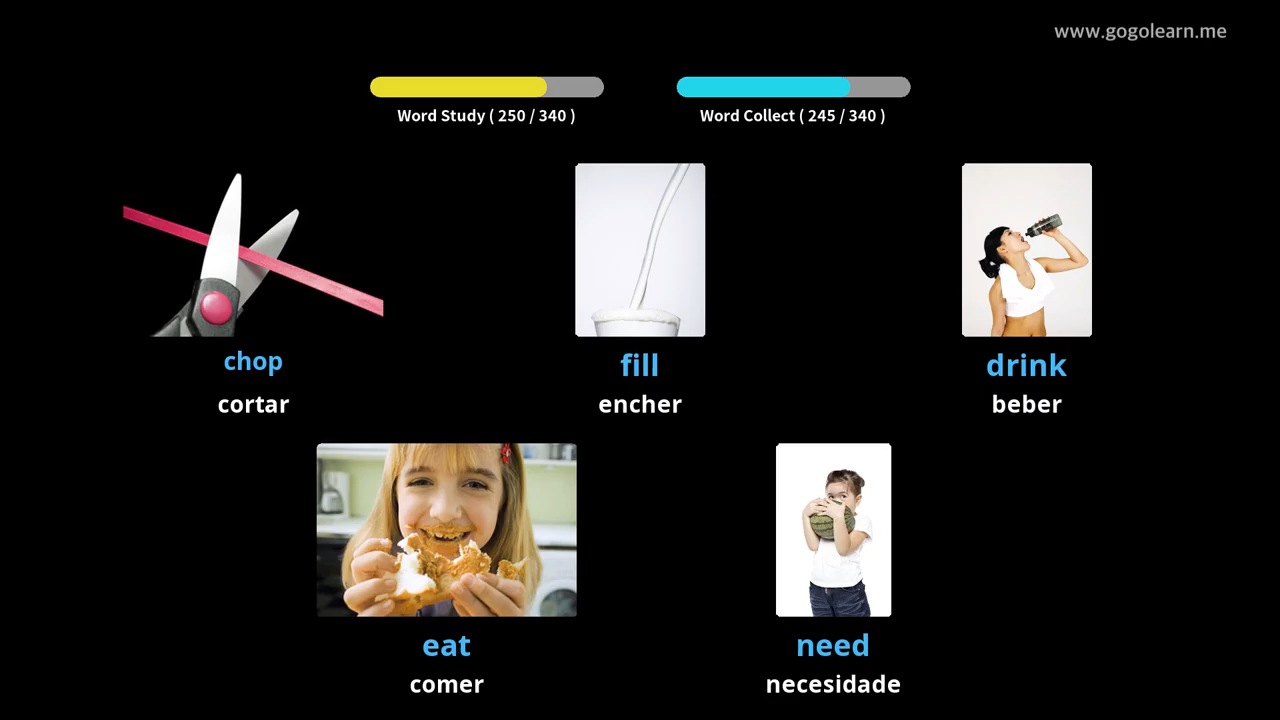 www.gogolearn.me
Word Study ( 250 / 340 )
Word Collect ( 245 / 340 )
chop
cortar
fill
encher
drink
beber
eat
comer
need
necesidade